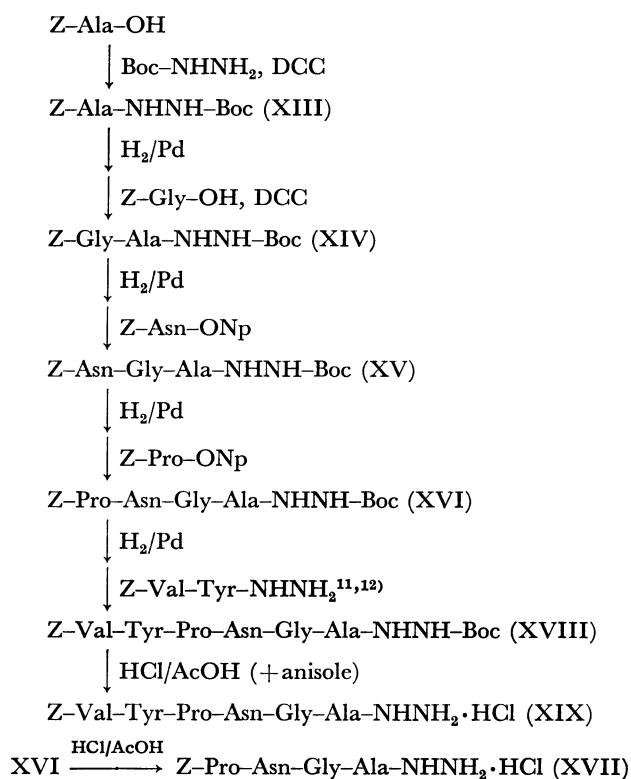 Z–Ala–OH
Boc–NHNH₂, DCC
Z–Ala–NHNH–Boc (XIII)
H₂/Pd
Z–Gly–OH, DCC
Z–Gly–Ala–NHNH–Boc (XIV)
H₂/Pd
Z–Asn–ONp
Z–Asn–Gly–Ala–NHNH–Boc (XV)
H₂/Pd
Z–Pro–ONp
Z–Pro–Asn–Gly–Ala–NHNH–Boc (XVI)
H₂/Pd
Z–Val–Tyr–NHNH₂¹¹,¹²⁾
Z–Val–Tyr–Pro–Asn–Gly–Ala–NHNH–Boc (XVIII)
HCl/AcOH (+anisole)
Z–Val–Tyr–Pro–Asn–Gly–Ala–NHNH₂·HCl (XIX)
XVI HCl/AcOH Z–Pro–Asn–Gly–Ala–NHNH₂·HCl (XVII)